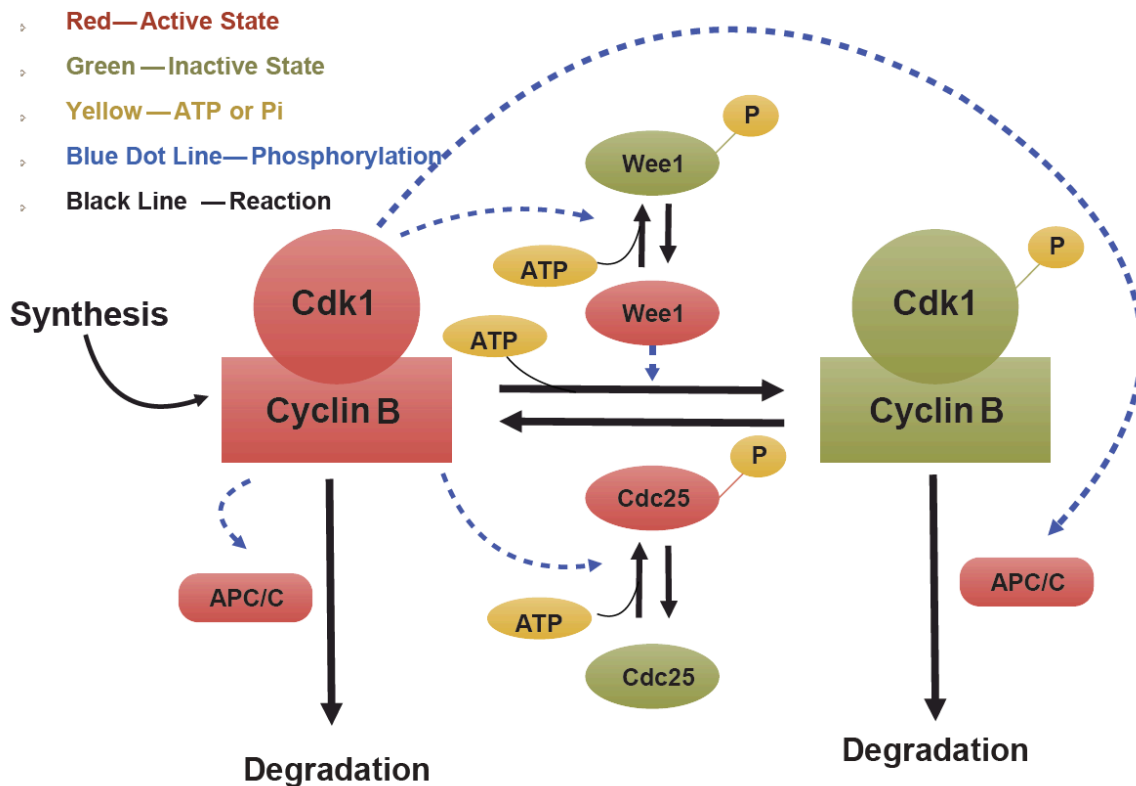 Red—Active State
Green—Inactive State
Yellow—ATP or Pi
Blue Dot Line—Phosphorylation
Black Line —Reaction
P
Wee1
ATP
Wee1
P
Cdk1
Cdk1
Synthesis
ATP
Cyclin B
Cyclin B
P
Cdc25
APC/C
APC/C
ATP
Cdc25
Degradation
Degradation